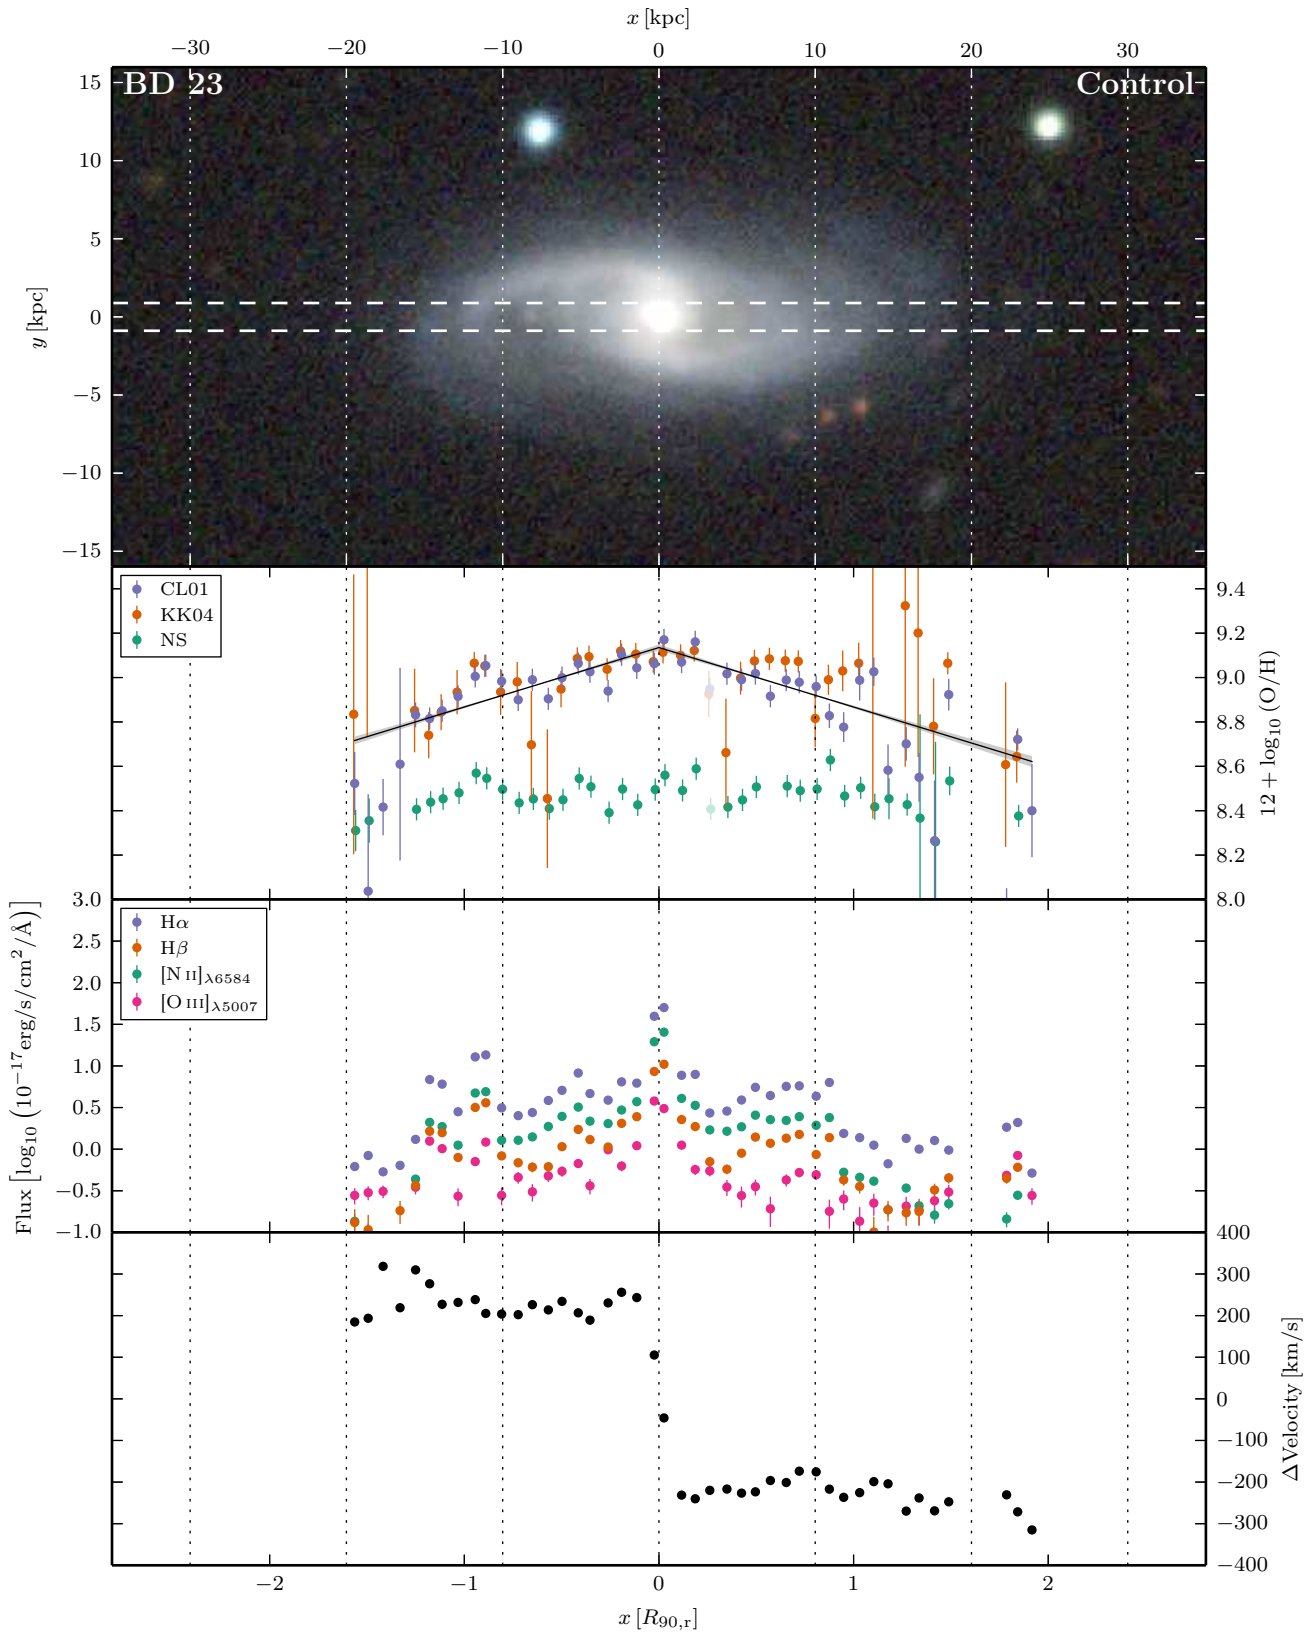 x [kpc]
−30 −20 −10 0 10 20 30
BD 23 Control
15
10
5
0
−5
−10
−15
y [kpc]
CL01
KK04
NS
9.4
9.2
9.0
8.8
8.6
8.4
8.2
8.0
12 + log₁₀ (O/H)
Hα
Hβ
[N II]λ6584
[O III]λ5007
3.0
2.5
2.0
1.5
1.0
0.5
0.0
−0.5
−1.0
Flux [log₁₀ (10⁻¹⁷erg/s/cm²/Å)]
400
300
200
100
0
−100
−200
−300
−400
ΔVelocity [km/s]
−2 −1 0 1 2
x [R₉₀,ᵣ]